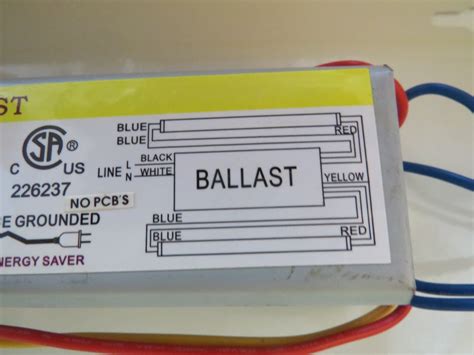 ST
BLUE
BLUE
RED
CSA
C US
226237
NO PCB'S
LINE L
N
BLACK
WHITE
BALLAST
YELLOW
BLUE
BLUE
RED
E GROUNDED
NERGY SAVER